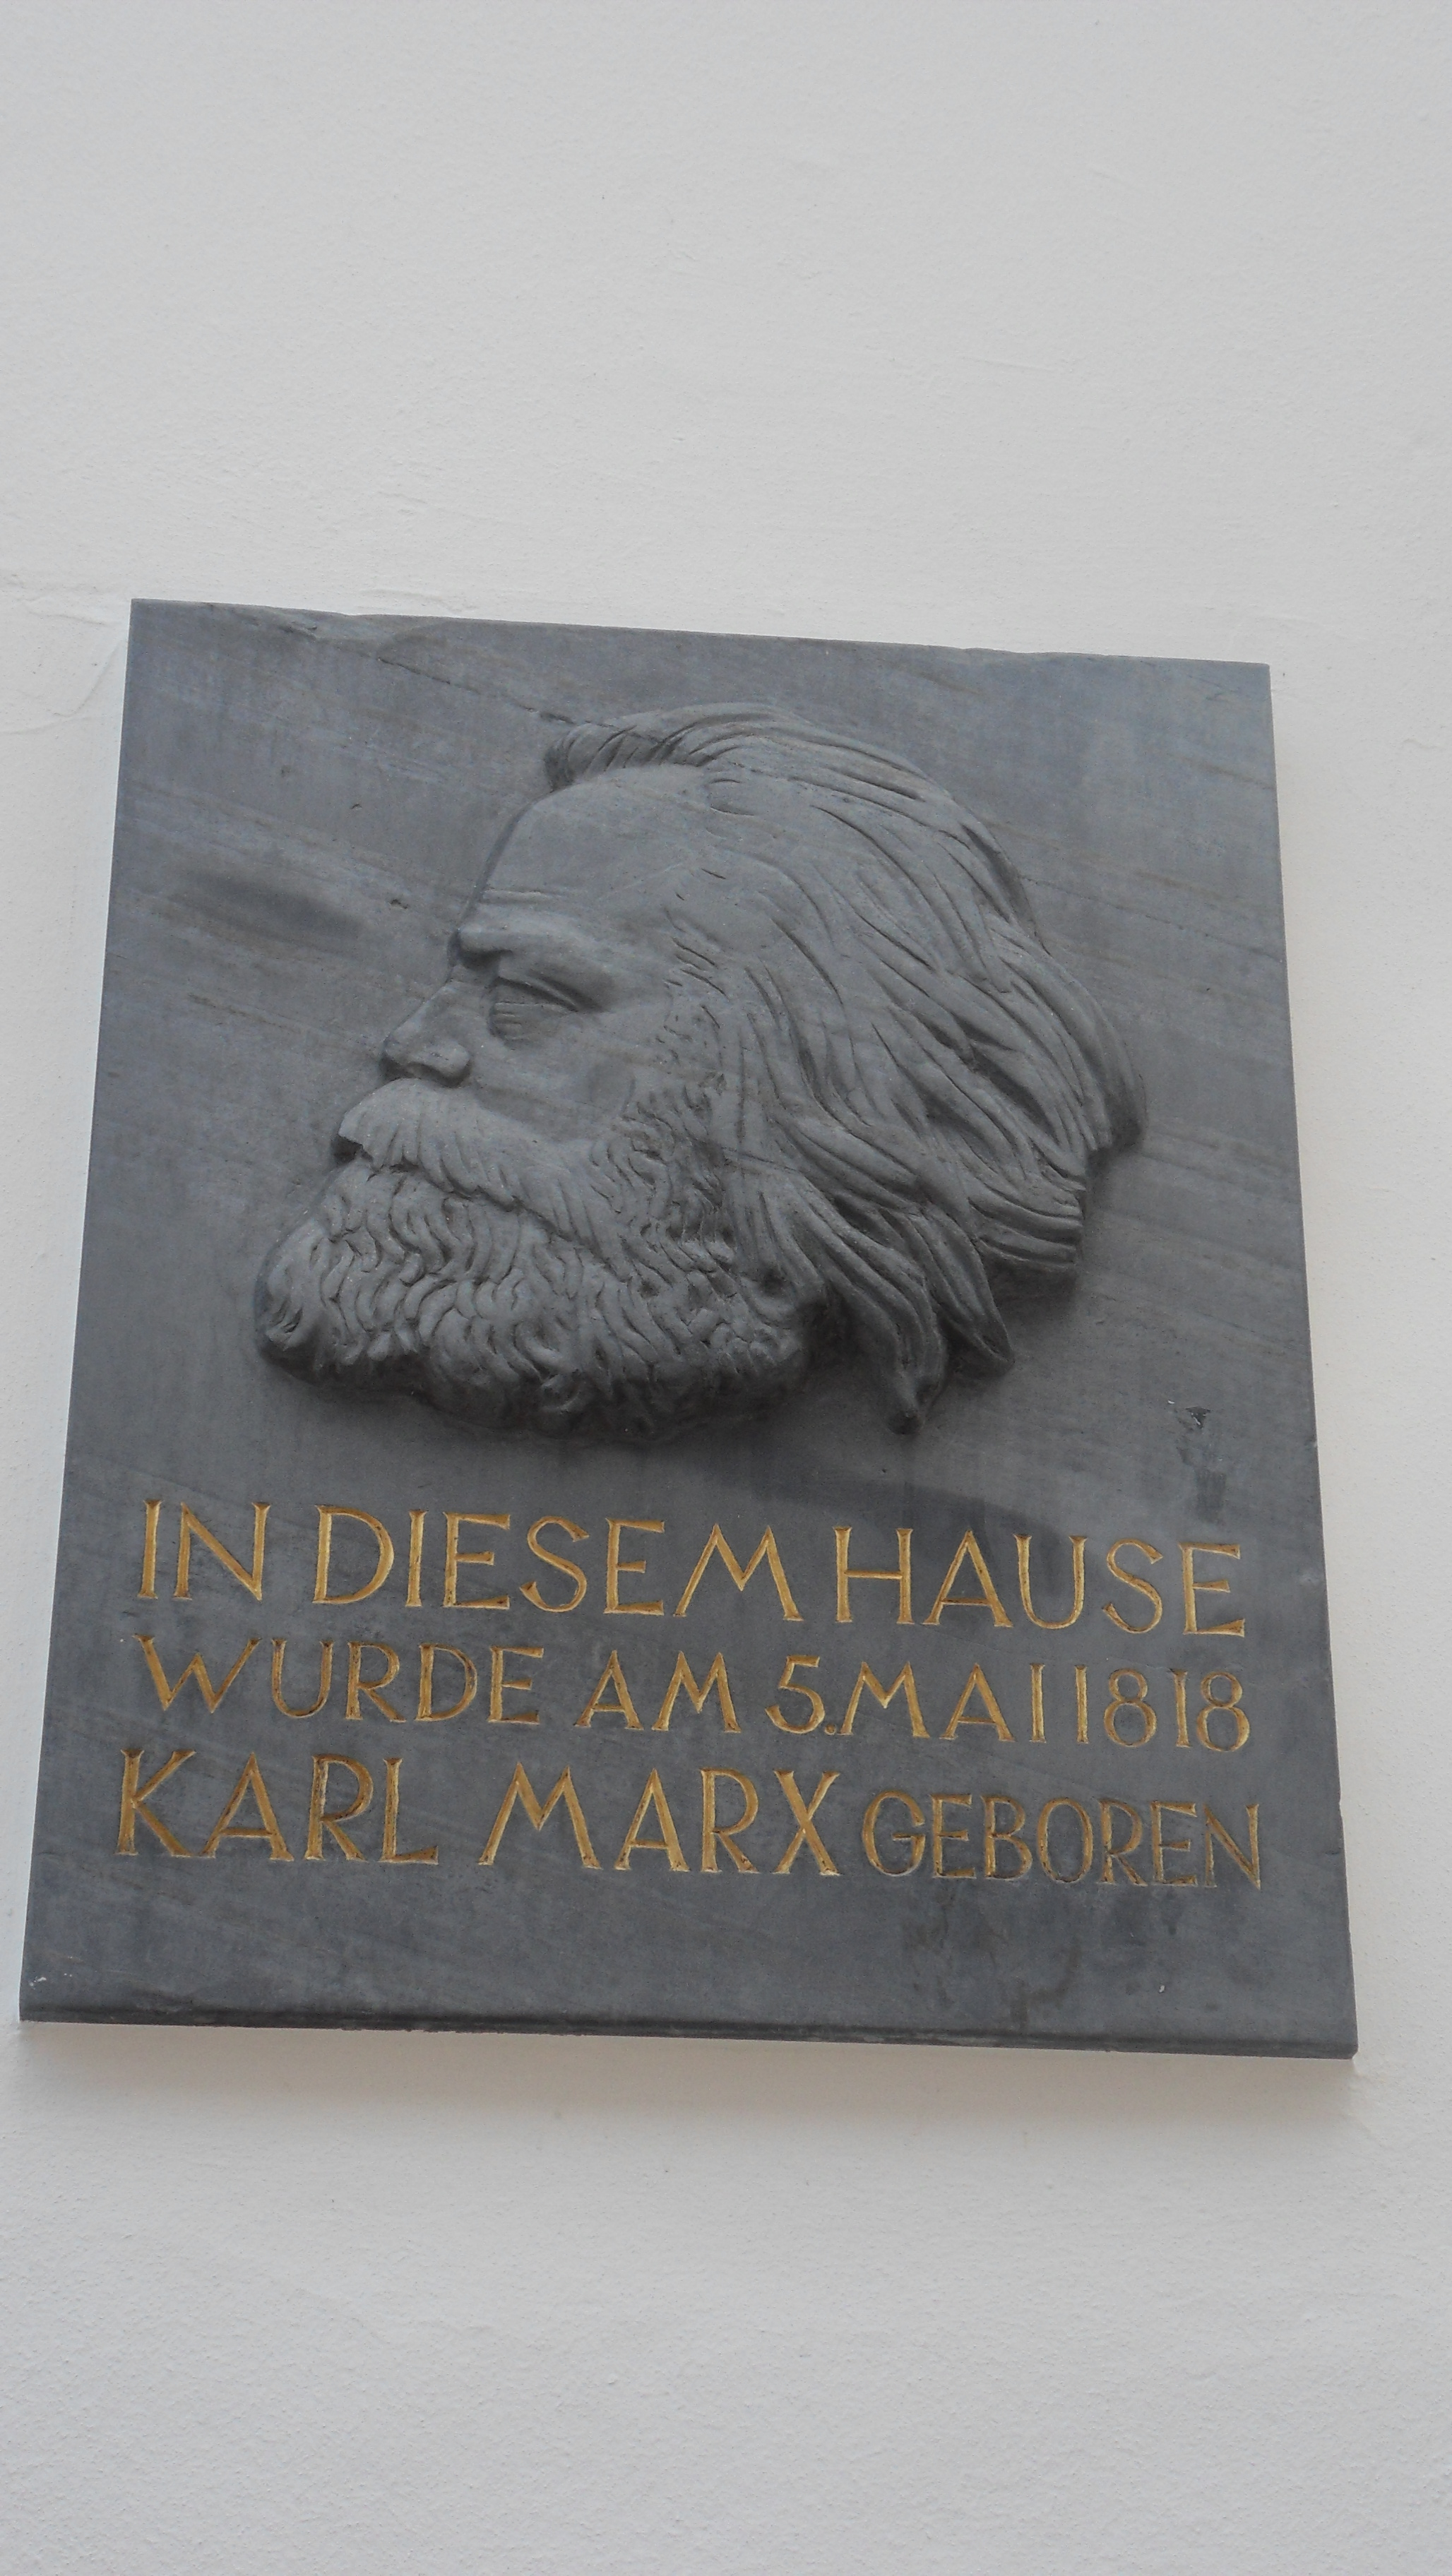 IN DIESEM HAUSE
WURDE AM 5. MAI 1818
KARL MARX GEBOREN